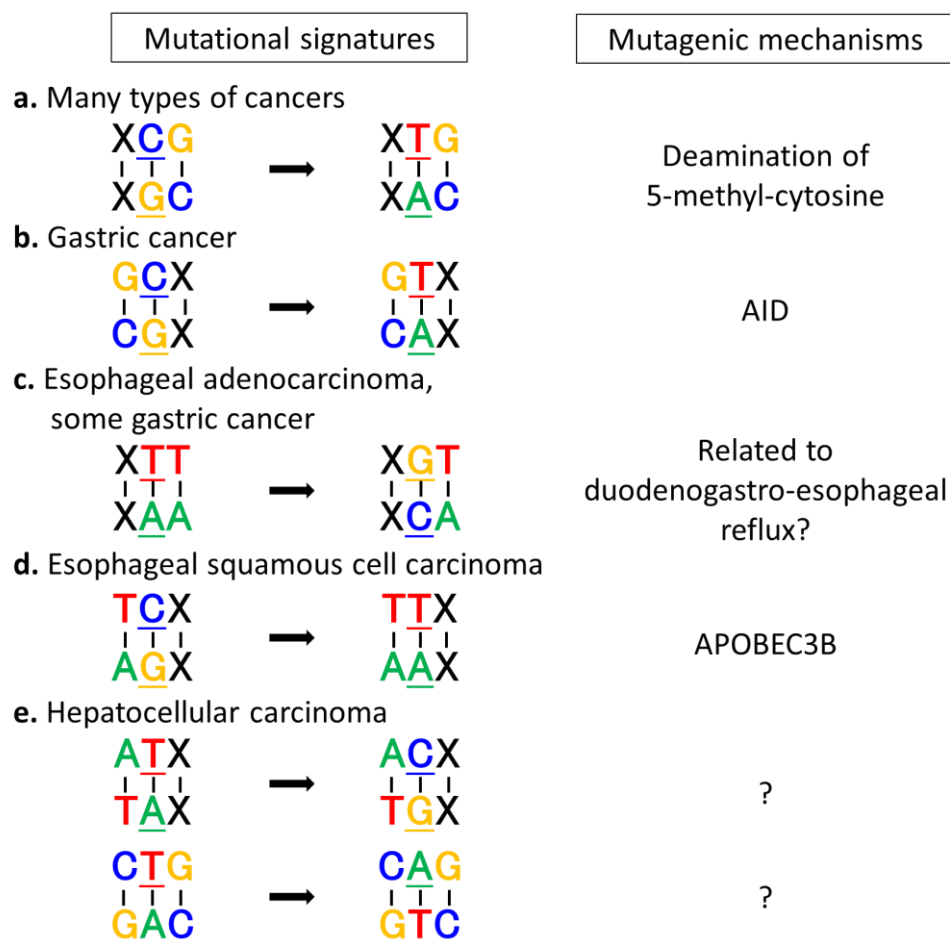 Mutational signatures
Mutagenic mechanisms
a. Many types of cancers
XCG
XTG
XGC
XAC
Deamination of
5-methyl-cytosine
b. Gastric cancer
GCX
GTX
CGX
CAX
AID
c. Esophageal adenocarcinoma,
some gastric cancer
XTT
XGT
XAA
XCA
Related to
duodenogastro-esophageal
reflux?
d. Esophageal squamous cell carcinoma
TCX
TTX
AGX
AAX
APOBEC3B
e. Hepatocellular carcinoma
ATX
ACX
TAX
TGX
?
CTG
CAG
GAC
GTC
?